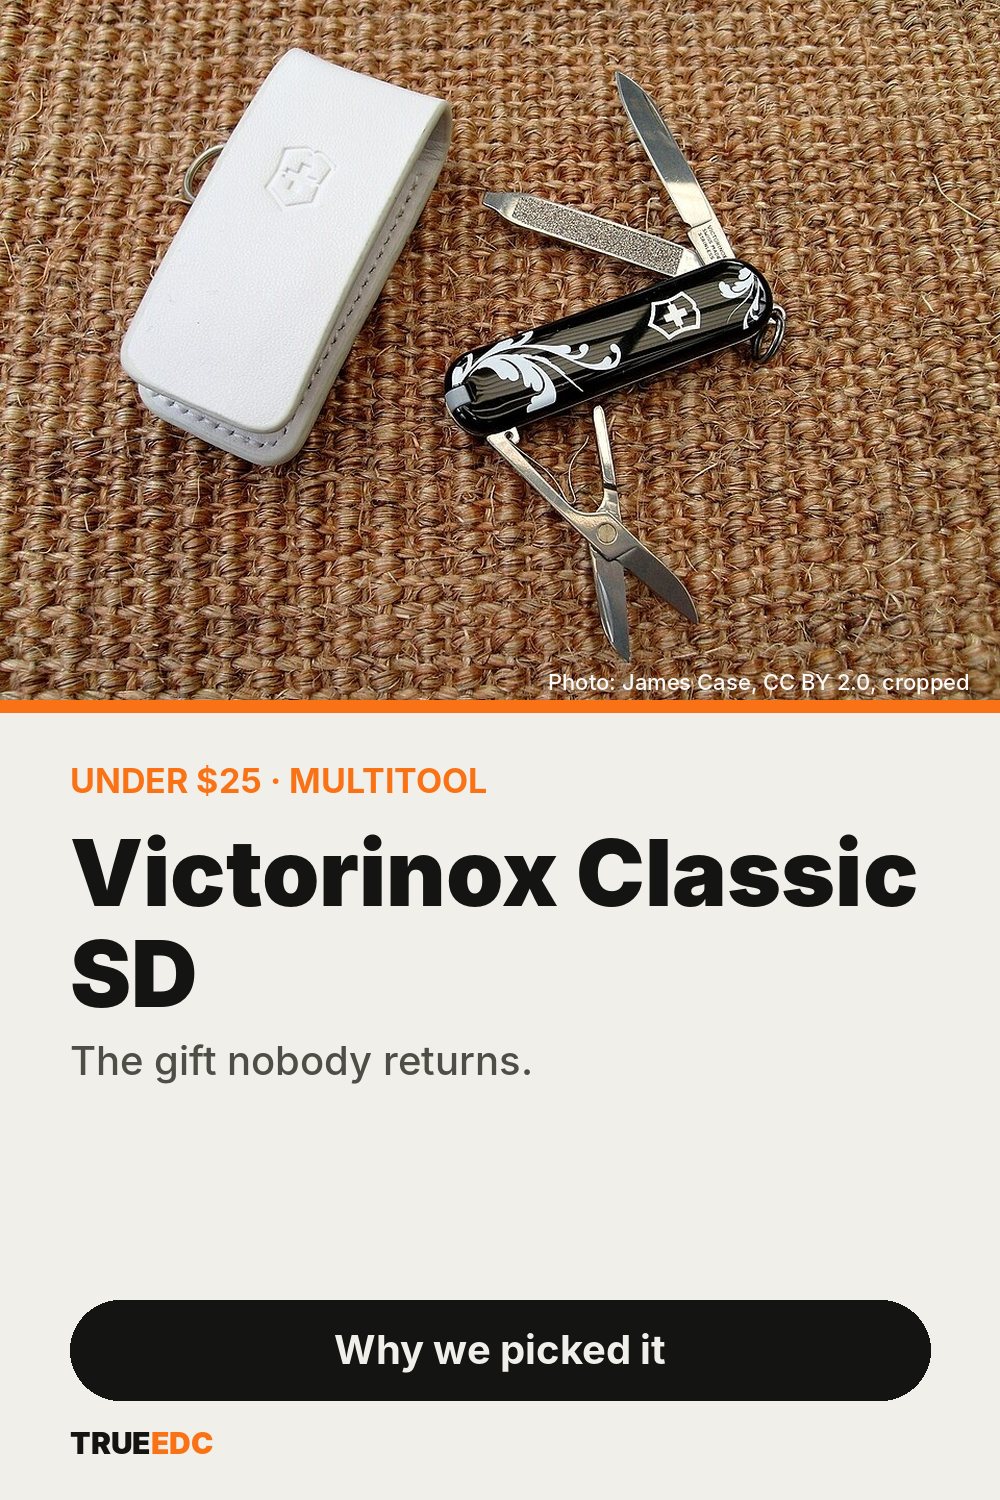 Photo: James Case, CC BY 2.0, cropped
UNDER $25 · MULTITOOL
Victorinox Classic
SD
The gift nobody returns.
Why we picked it
TRUEEDC